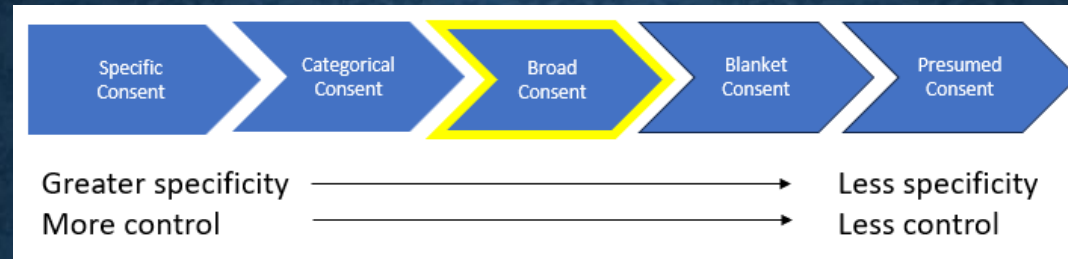 Specific
Consent
Categorical
Consent
Broad
Consent
Blanket
Consent
Presumed
Consent
Greater specificity
Less specificity
More control
Less control